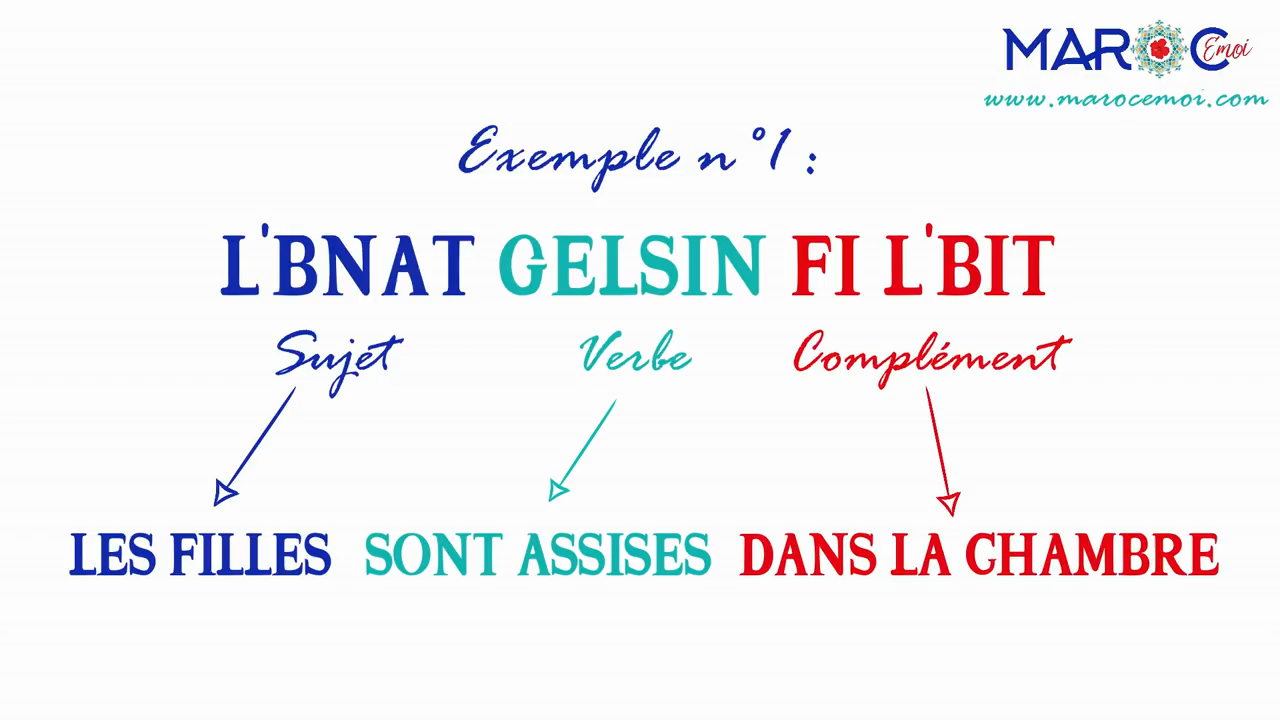 MAROC Emoi
www.marocemoi.com
Exemple n°1 :
L'BNAT GELSIN FI L'BIT
Sujet Verbe Complément
LES FILLES SONT ASSISES DANS LA CHAMBRE